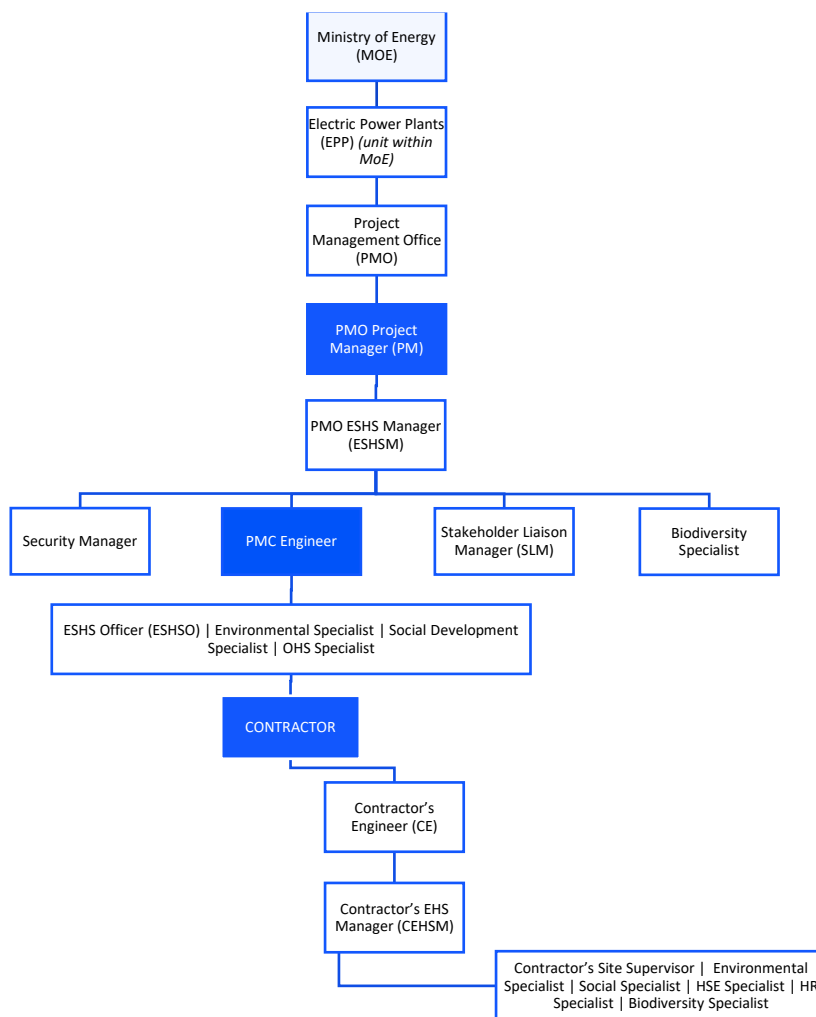 Ministry of Energy
(MOE)
Electric Power Plants
(EPP) (unit within
MoE)
Project
Management Office
(PMO)
PMO Project
Manager (PM)
PMO ESHS Manager
(ESHSM)
Security Manager
PMC Engineer
Stakeholder Liaison
Manager (SLM)
Biodiversity
Specialist
ESHS Officer (ESHSO) | Environmental Specialist | Social Development
Specialist | OHS Specialist
CONTRACTOR
Contractor's
Engineer (CE)
Contractor's EHS
Manager (CEHSM)
Contractor's Site Supervisor | Environmental
Specialist | Social Specialist | HSE Specialist | HR
Specialist | Biodiversity Specialist